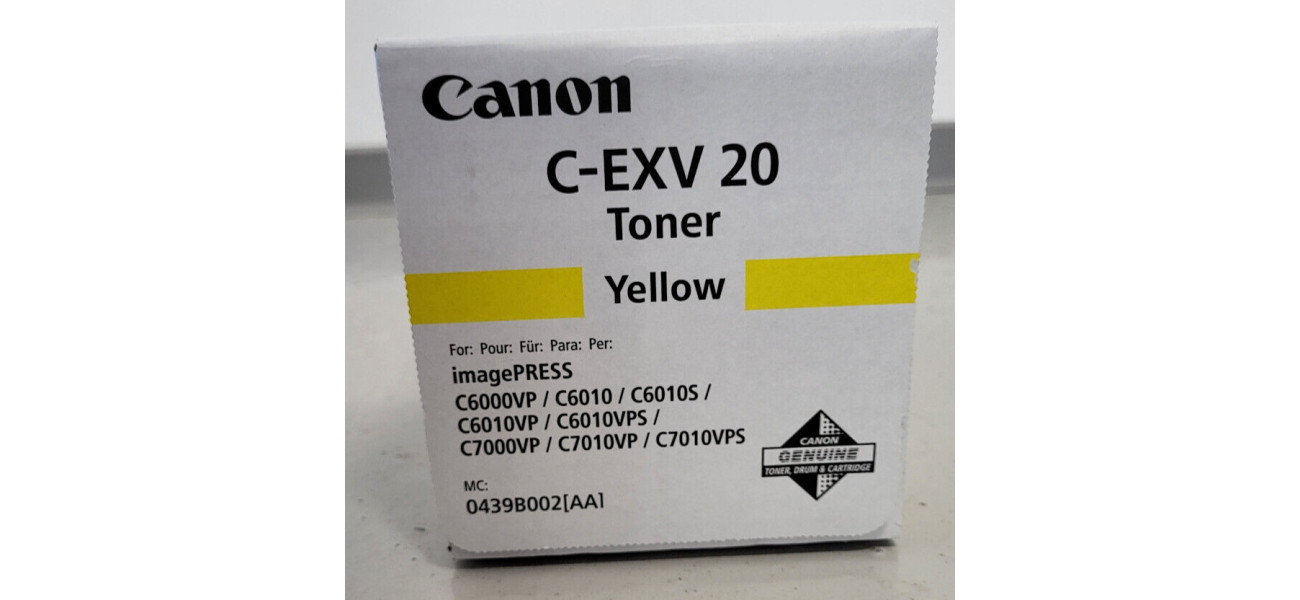 Canon
C-EXV 20
Toner
Yellow
For: Pour: Für: Para: Per:
imagePRESS
C6000VP / C6010 / C6010S /
C6010VP / C6010VPS /
C7000VP / C7010VP / C7010VPS
CANON
GENUINE
TONER, DRUM & CARTRIDGE
MC:
0439B002[AA]